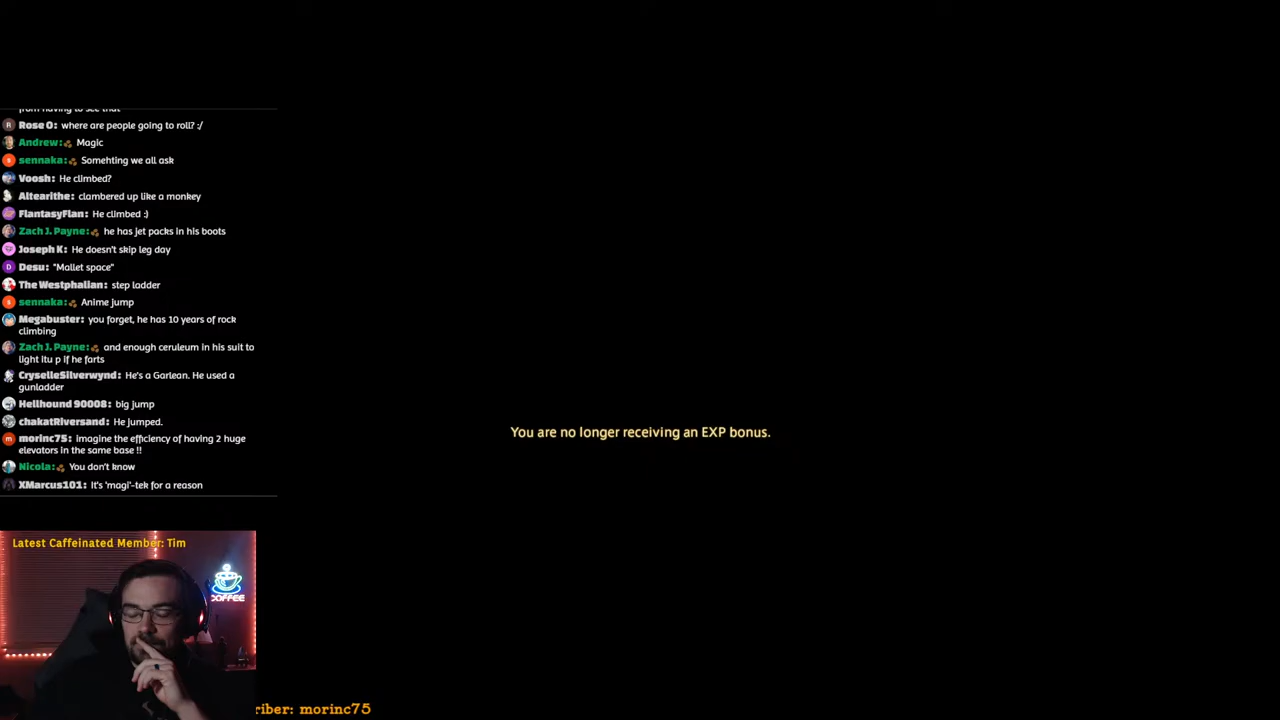 from having to see that
Rose O: where are people going to roll? :/
Andrew: Magic
sennaka: Somehting we all ask
Voosh: He climbed?
Altearithe: clambered up like a monkey
FlantasyFlan: He climbed :)
Zach J. Payne: he has jet packs in his boots
Joseph K: He doesn't skip leg day
Desu: "Mallet space"
The Westphalian: step ladder
sennaka: Anime jump
Megabuster: you forget, he has 10 years of rock
climbing
Zach J. Payne: and enough ceruleum in his suit to
light itu p if he farts
CryselleSilverwynd: He's a Garlean. He used a
gunladder
Hellhound 90008: big jump
chakatRiversand: He jumped.
morinc75: imagine the efficiency of having 2 huge
elevators in the same base !!
Nicola: You don't know
XMarcus101: It's 'magi'-tek for a reason
You are no longer receiving an EXP bonus.
Latest Caffeinated Member: Tim
COFFEE
riber: morinc75